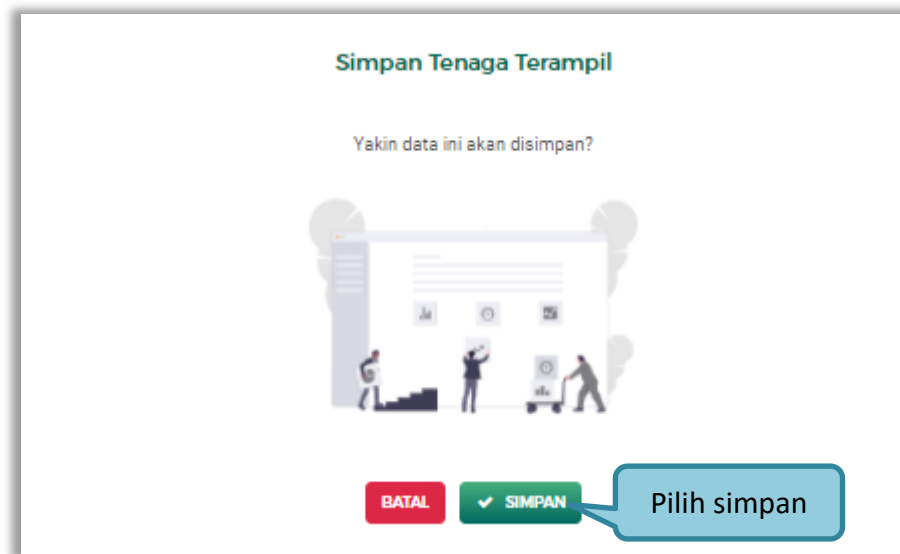 Simpan Tenaga Terampil
Yakin data ini akan disimpan?
BATAL
SIMPAN
Pilih simpan